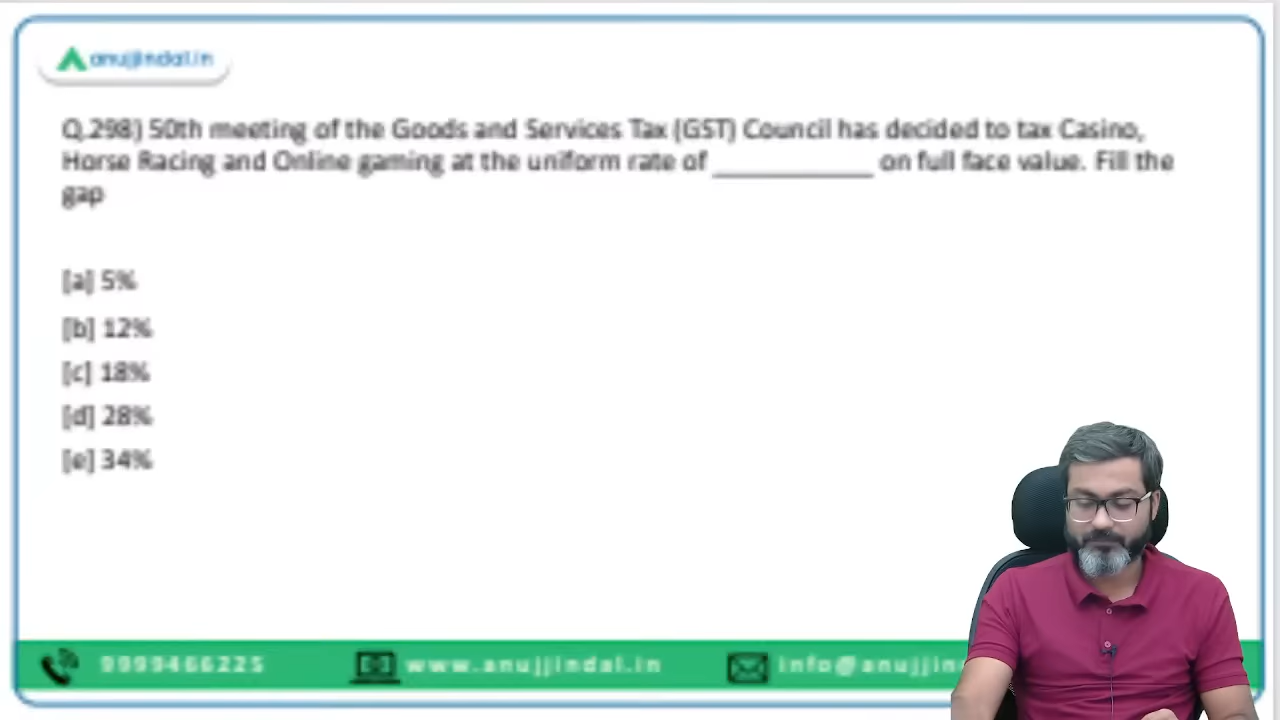 anujjindal.in
Q.298) 50th meeting of the Goods and Services Tax (GST) Council has decided to tax Casino,
Horse Racing and Online gaming at the uniform rate of ____________ on full face value. Fill the
gap
[a] 5%
[b] 12%
[c] 18%
[d] 28%
[e] 34%
9999466225 www.anujjindal.in info@anujjin